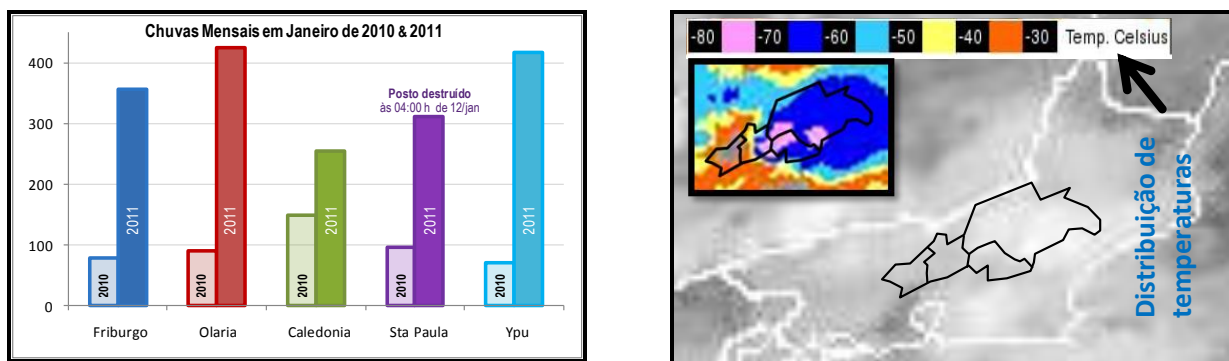 Chuvas Mensais em Janeiro de 2010 & 2011
400
300
200
100
0
Posto destruído
às 04:00 h de 12/jan
2010
2011
2010
2011
2010
2011
2010
2011
2010
2011
Friburgo
Olaria
Caledonia
Sta Paula
Ypu
-80
-70
-60
-50
-40
-30
Temp. Celsius
Distribuição de
temperaturas